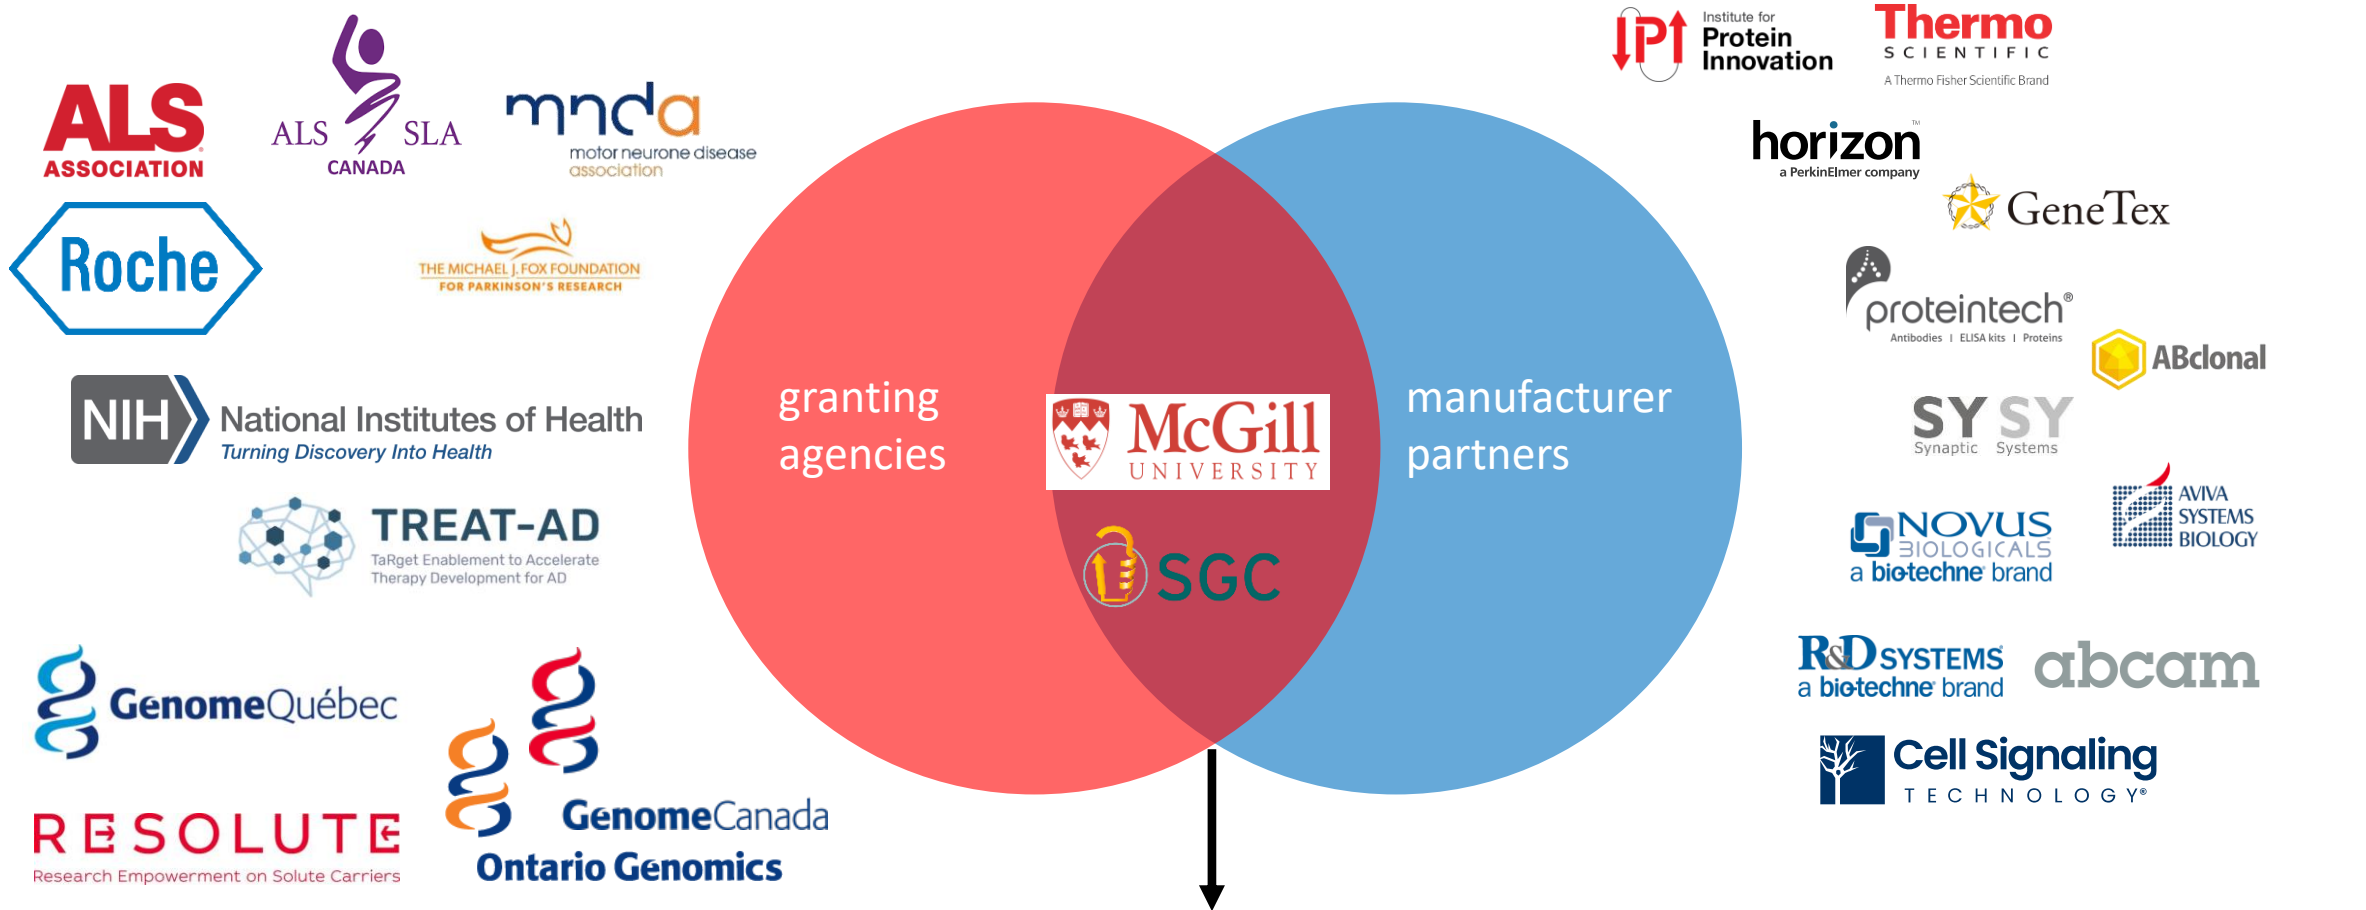 ALS
ASSOCIATION
ALS SLA
CANADA
mnda
motor neurone disease
association
Roche
THE MICHAEL J. FOX FOUNDATION
FOR PARKINSON'S RESEARCH
NIH
National Institutes of Health
Turning Discovery Into Health
TREAT-AD
TaRget Enablement to Accelerate
Therapy Development for AD
GenomeQuébec
GenomeCanada
Ontario Genomics
RESOLUTE
Research Empowerment on Solute Carriers
granting
agencies
McGill
UNIVERSITY
SGC
manufacturer
partners
IPI
Institute for
Protein
Innovation
Thermo
SCIENTIFIC
A Thermo Fisher Scientific Brand
horizon™
a PerkinElmer company
GeneTex
proteintech®
Antibodies | ELISA kits | Proteins
ABclonal
SYSY
Synaptic Systems
AVIVA
SYSTEMS
BIOLOGY
NOVUS
BIOLOGICALS
a biotechne brand
R&D SYSTEMS
a biotechne brand
abcam
Cell Signaling
TECHNOLOGY®